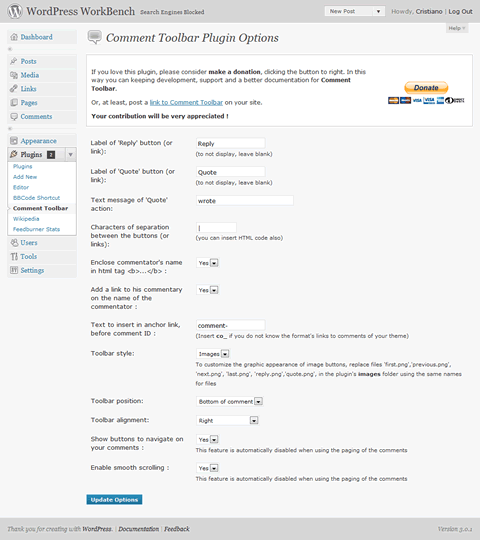 WordPress WorkBench
Search Engines Blocked
New Post
Howdy, Cristiano | Log Out
Help
Dashboard
Posts
Media
Links
Pages
Comments
Appearance
Plugins 2
Plugins
Add New
Editor
BBCode Shortcut
Comment Toolbar
Wikipedia
Feedburner Stats
Users
Tools
Settings
Comment Toolbar Plugin Options
If you love this plugin, please consider make a donation, clicking the button to right. In this
way you can keeping development, support and a better documentation for Comment
Toolbar.
Or, at least, post a link to Comment Toolbar on your site.
Your contribution will be very appreciated !
Donate
VISA
VISA
Label of 'Reply' button (or
link):
Reply
(to not display, leave blank)
Label of 'Quote' button (or
link):
Quote
(to not display, leave blank)
Text message of 'Quote'
action:
wrote
Characters of separation
between the buttons (or
links):
|
(you can insert HTML code also)
Enclose commentator's name
in html tag <b>...</b> :
Yes
Add a link to his commentary
on the name of the
commentator :
Yes
Text to insert in anchor link,
before comment ID :
comment-
(Insert co_ if you do not know the format's links to comments of your theme)
Toolbar style:
Images
To customize the graphic appearance of image buttons, replace files 'first.png','previous.png',
'next.png', 'last.png', 'reply.png','quote.png', in the plugin's images folder using the same names
for files
Toolbar position:
Bottom of comment
Toolbar alignment:
Right
Show buttons to navigate on
your comments :
Yes
This feature is automatically disabled when using the paging of the comments
Enable smooth scrolling :
Yes
This feature is automatically disabled when using the paging of the comments
Update Options
Thank you for creating with WordPress. | Documentation | Feedback
Version 3.0.1